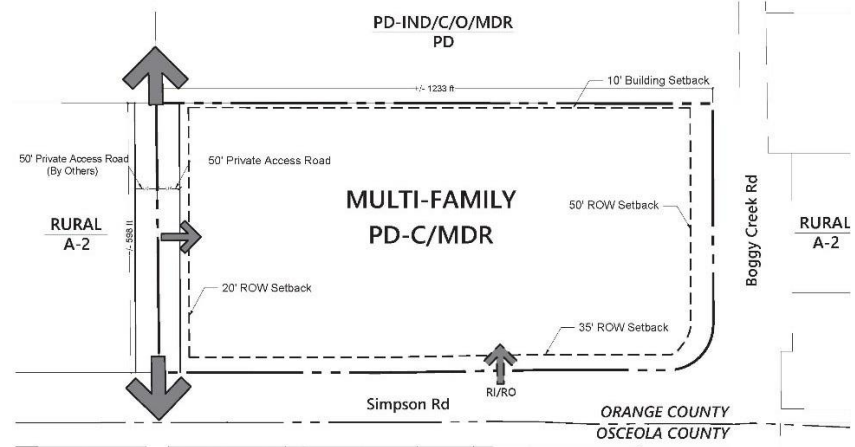 PD-IND/C/O/MDR
PD
10' Building Setback
+/- 1233 ft
50' Private Access Road
(By Others)
50' Private Access Road
MULTI-FAMILY
PD-C/MDR
50' ROW Setback
Boggy Creek Rd
RURAL
A-2
RURAL
A-2
+/- 598 ft
20' ROW Setback
35' ROW Setback
RI/RO
Simpson Rd
ORANGE COUNTY
OSCEOLA COUNTY